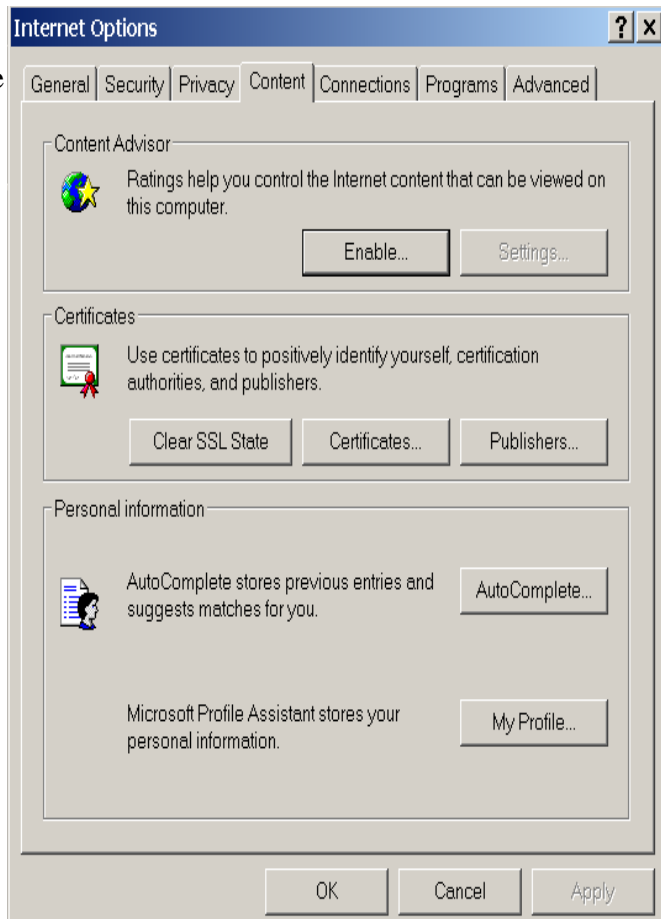 Internet Options
e
General Security Privacy Content Connections Programs Advanced
Content Advisor
Ratings help you control the Internet content that can be viewed on
this computer.
Enable... Settings...
Certificates
Use certificates to positively identify yourself, certification
authorities, and publishers.
Clear SSL State Certificates... Publishers...
Personal information
AutoComplete stores previous entries and
suggests matches for you.
AutoComplete...
Microsoft Profile Assistant stores your
personal information.
My Profile...
OK Cancel Apply